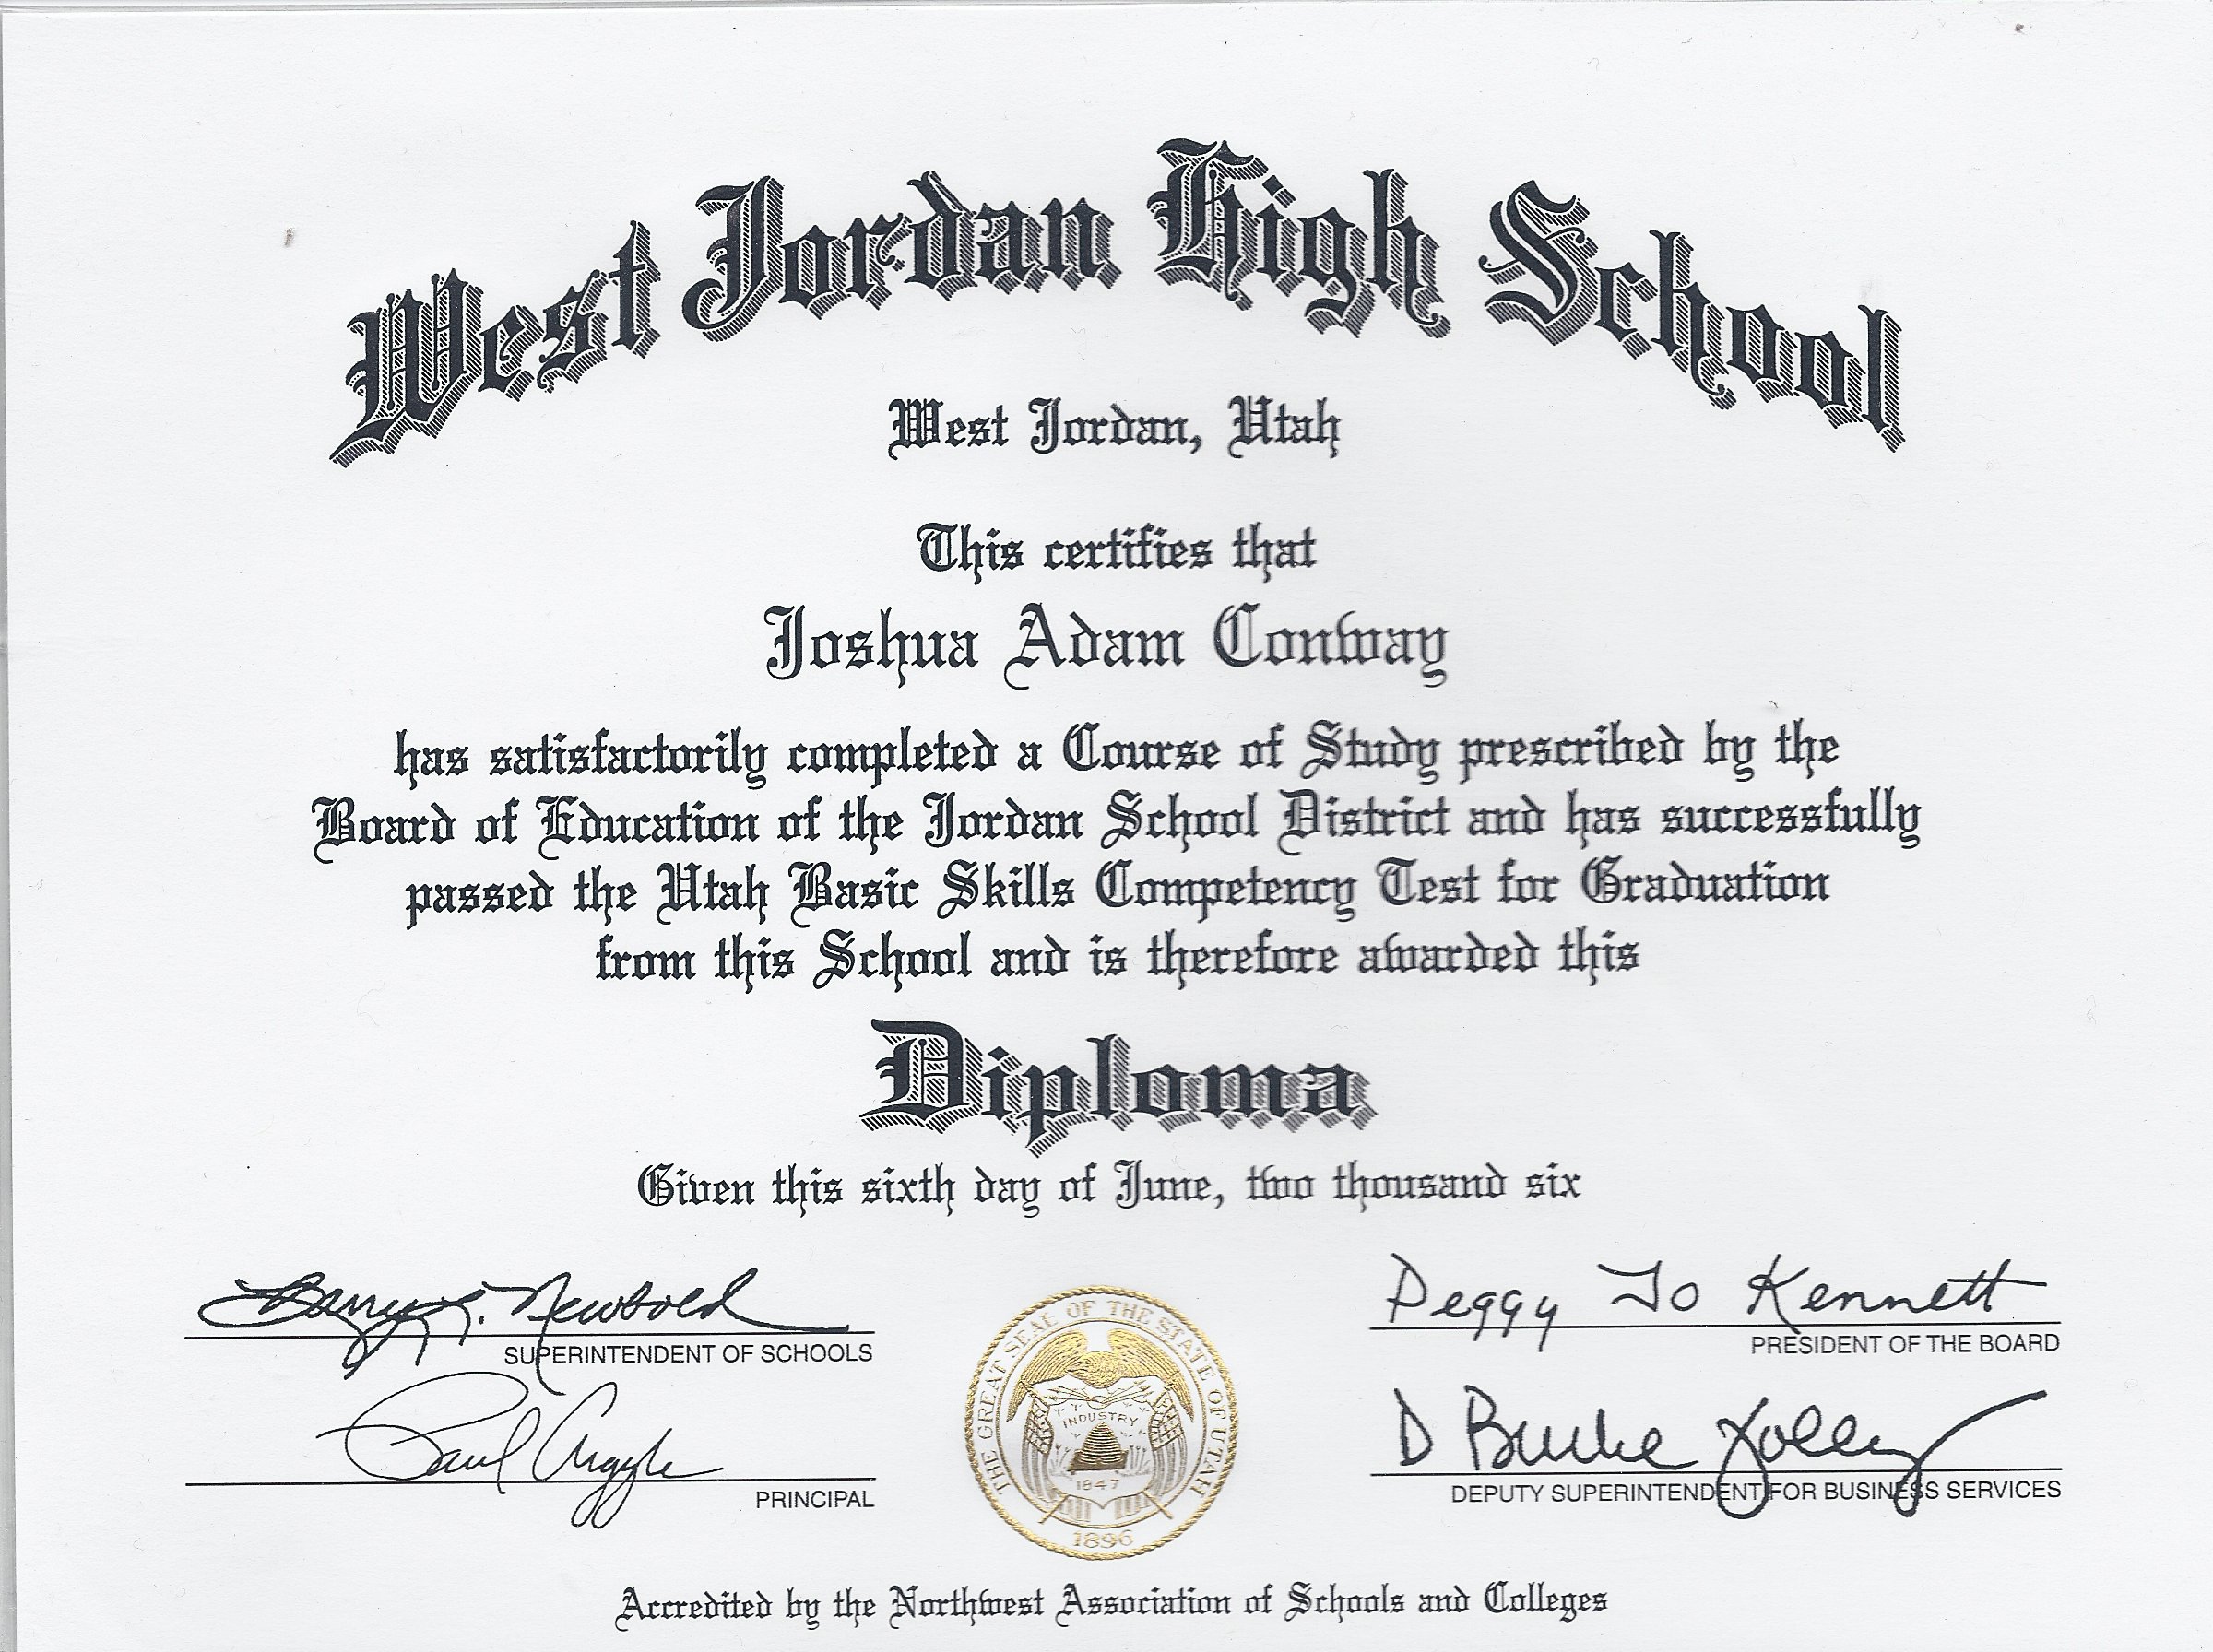 West Jordan High School
West Jordan, Utah
This certifies that
Joshua Adam Conway
has satisfactorily completed a Course of Study prescribed by the
Board of Education of the Jordan School District and has successfully
passed the Utah Basic Skills Competency Test for Graduation
from this School and is therefore awarded this
Diploma
Given this sixth day of June, two thousand six
Barry L. Newbold
SUPERINTENDENT OF SCHOOLS
Peggy Jo Kennett
PRESIDENT OF THE BOARD
Paul Argyle
PRINCIPAL
D Burke Jolley
DEPUTY SUPERINTENDENT FOR BUSINESS SERVICES
THE GREAT SEAL OF THE STATE OF UTAH
INDUSTRY
1847
1896
Accredited by the Northwest Association of Schools and Colleges